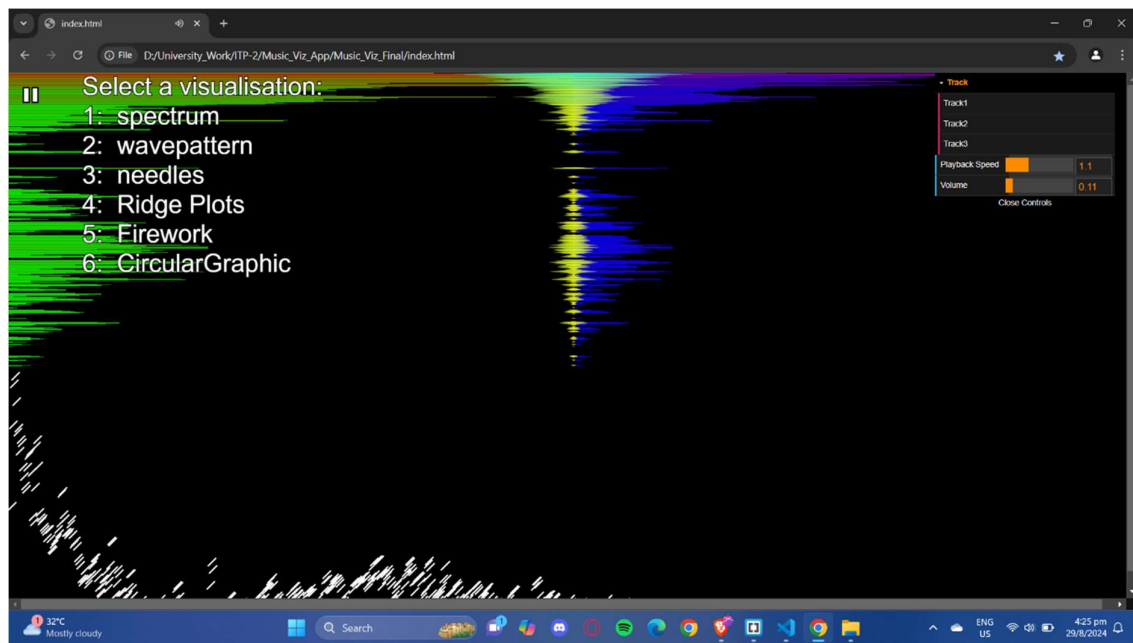 index.html
File D:/University_Work/ITP-2/Music_Viz_App/Music_Viz_Final/index.html
Select a visualisation:
1: spectrum
2: wavepattern
3: needles
4: Ridge Plots
5: Firework
6: CircularGraphic
Track
Track1
Track2
Track3
Playback Speed 1.1
Volume 0.11
Close Controls
1
32°C
Mostly cloudy
Search
1
ENG
US
4:25 pm
29/8/2024